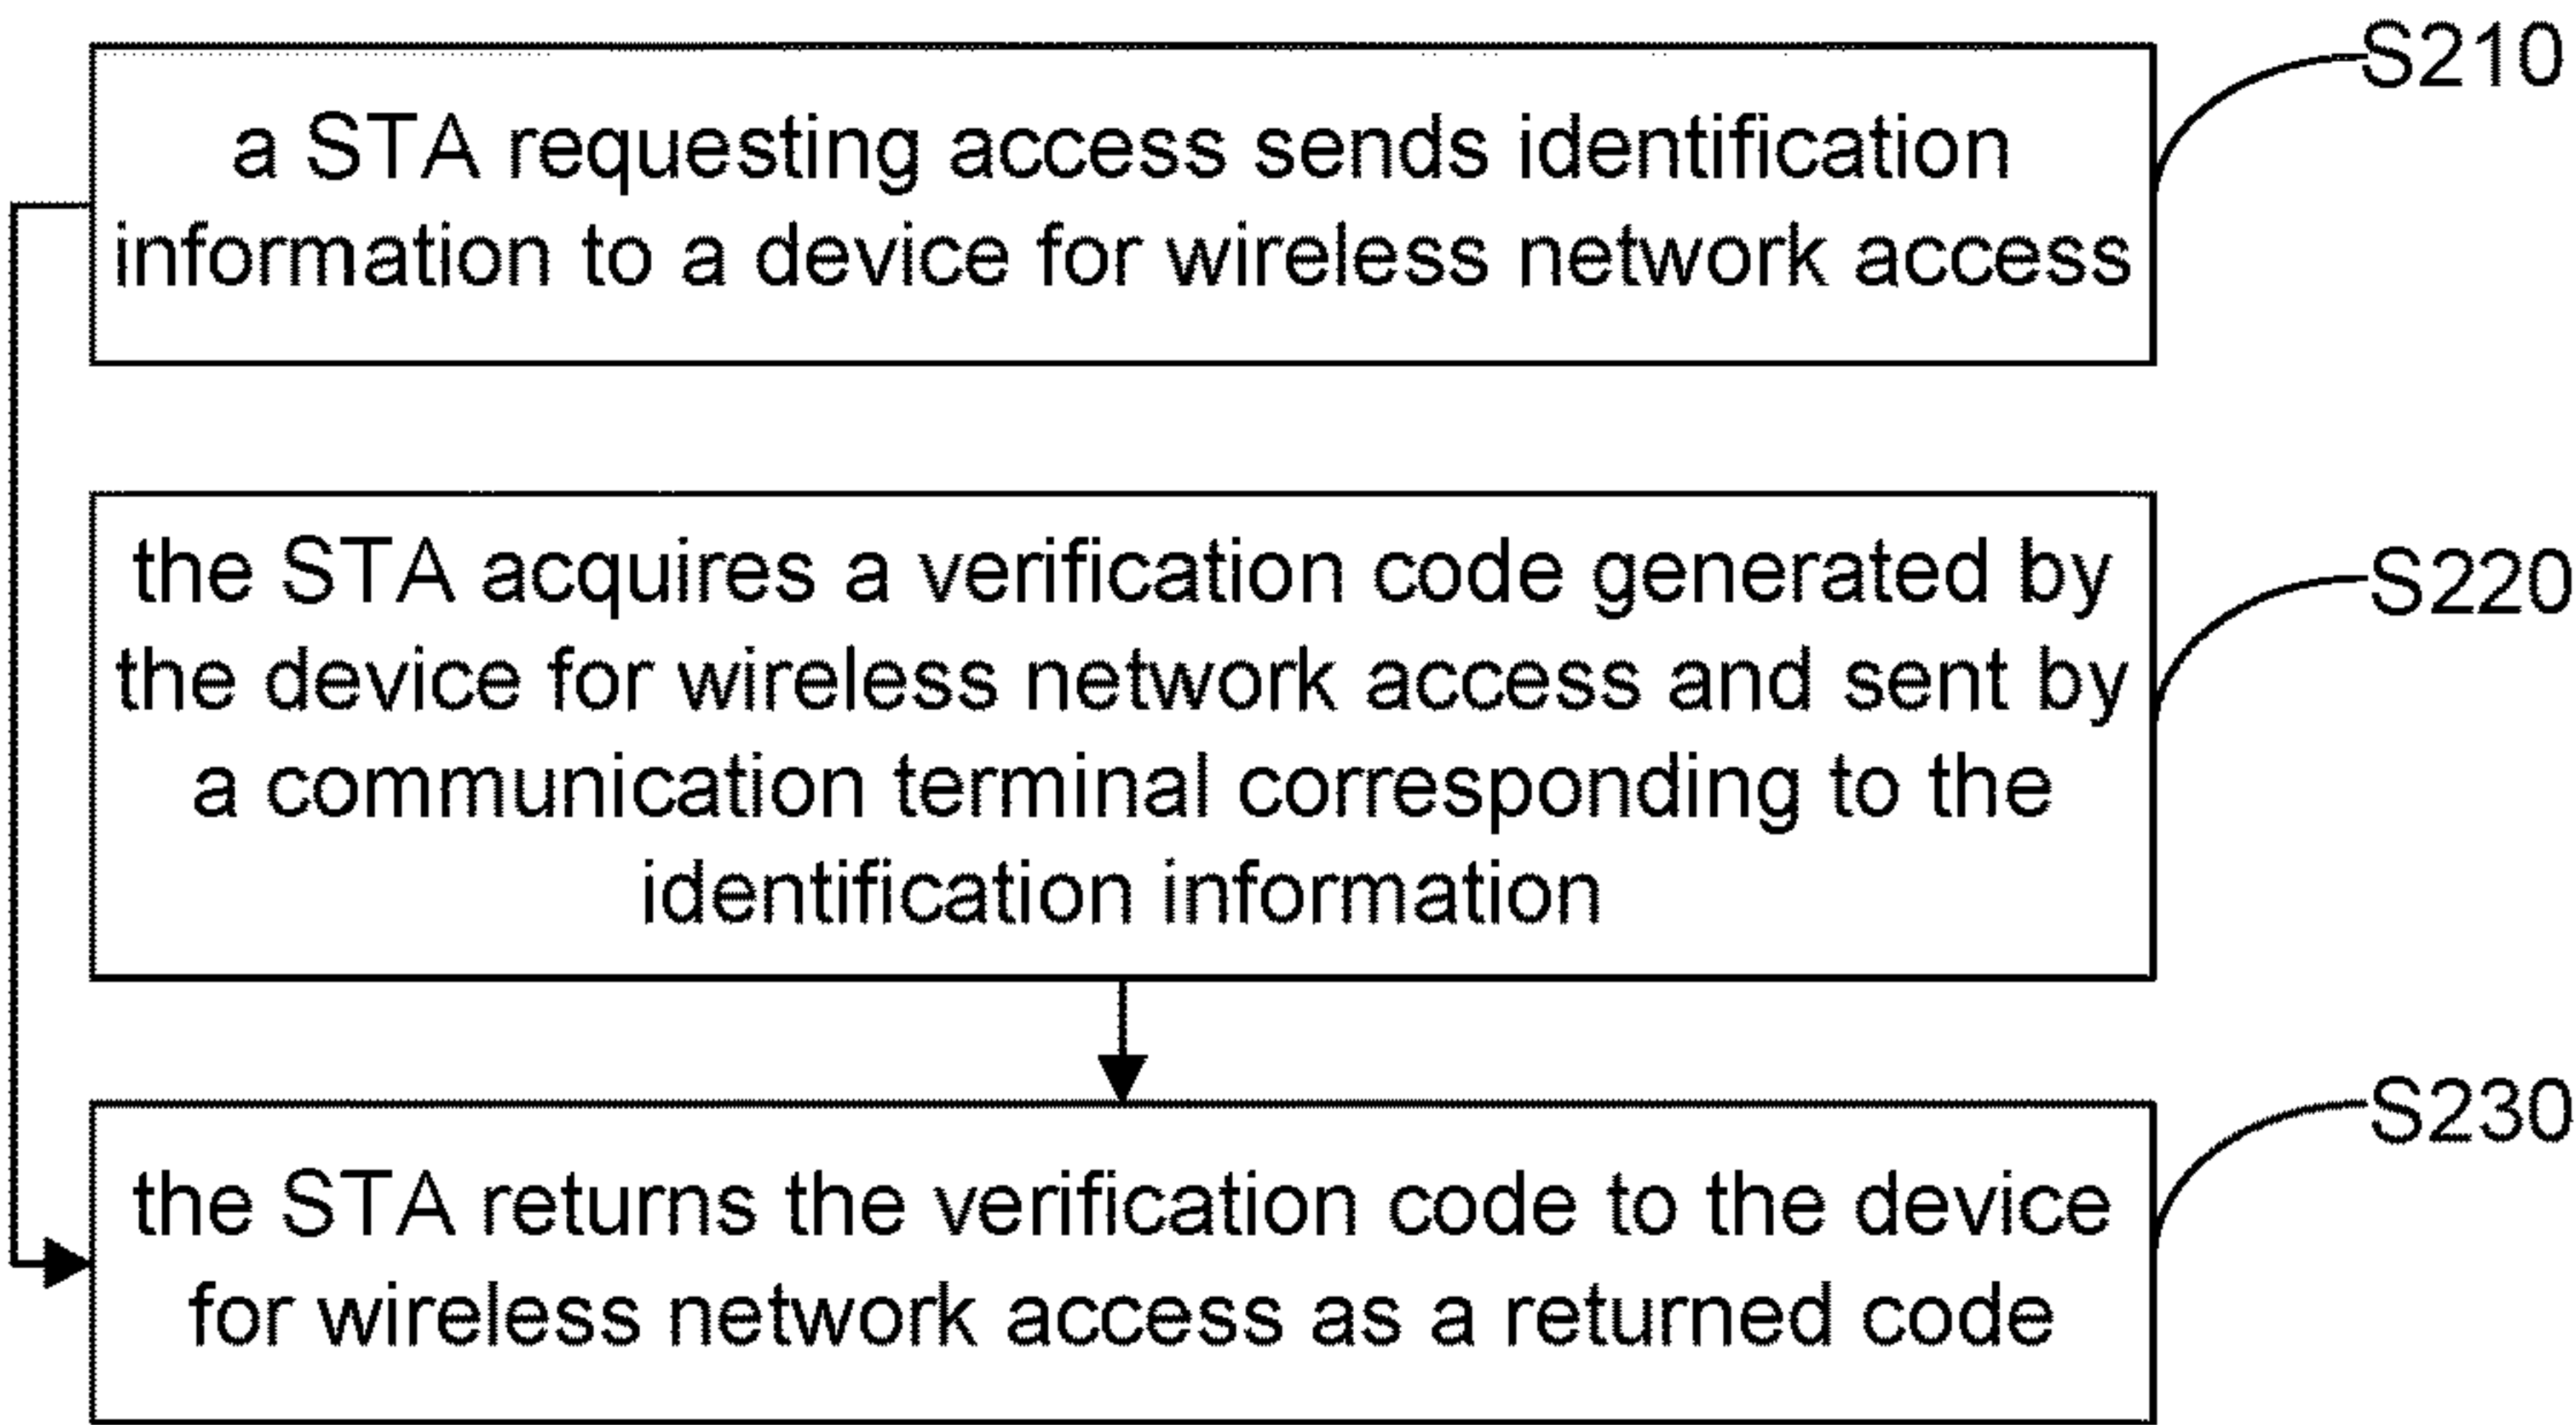 S210
a STA requesting access sends identification
information to a device for wireless network access
the STA acquires a verification code generated by
S220
the device for wireless network access and sent by
a communication terminal corresponding to the
identification information
S230
the STA returns the verification code to the device
for wireless network access as a returned code